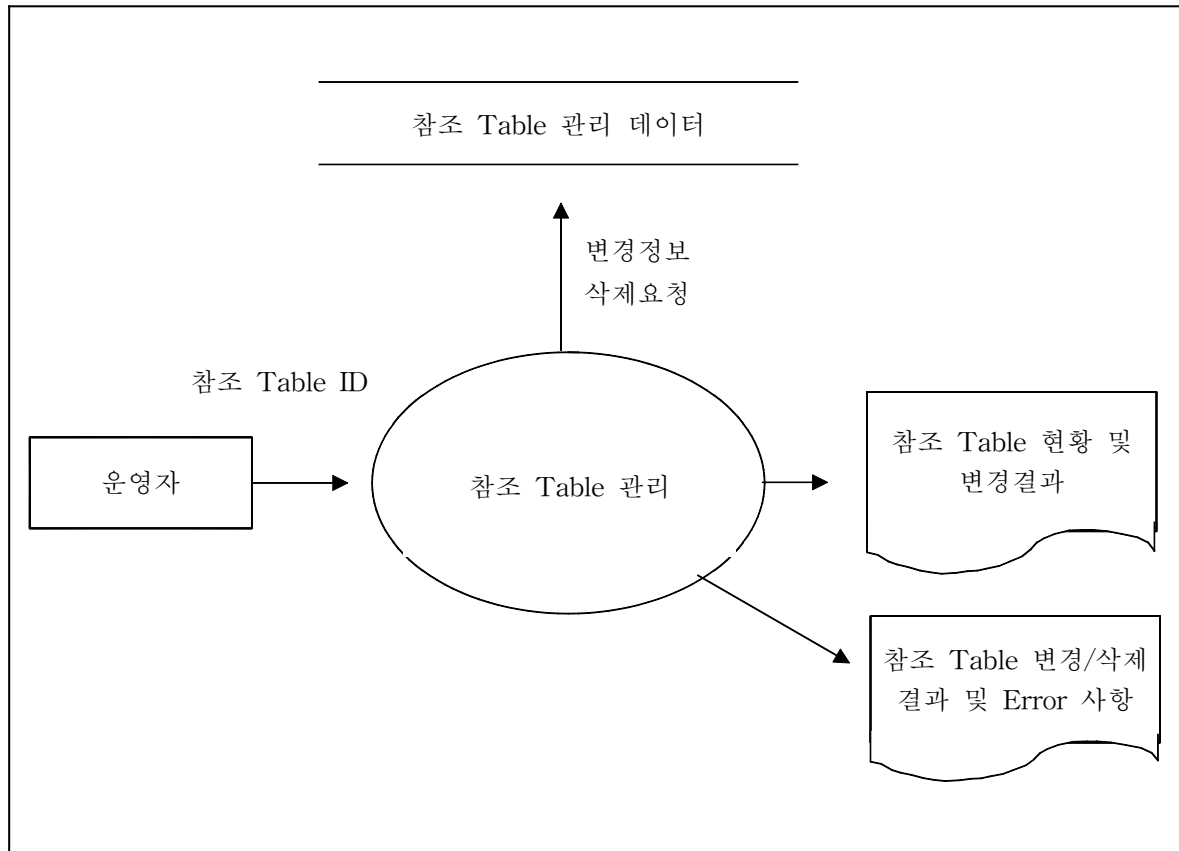 참조 Table 관리 데이터
변경정보
삭제요청
참조 Table ID
운영자
참조 Table 관리
참조 Table 현황 및
변경결과
참조 Table 변경/삭제
결과 및 Error 사항